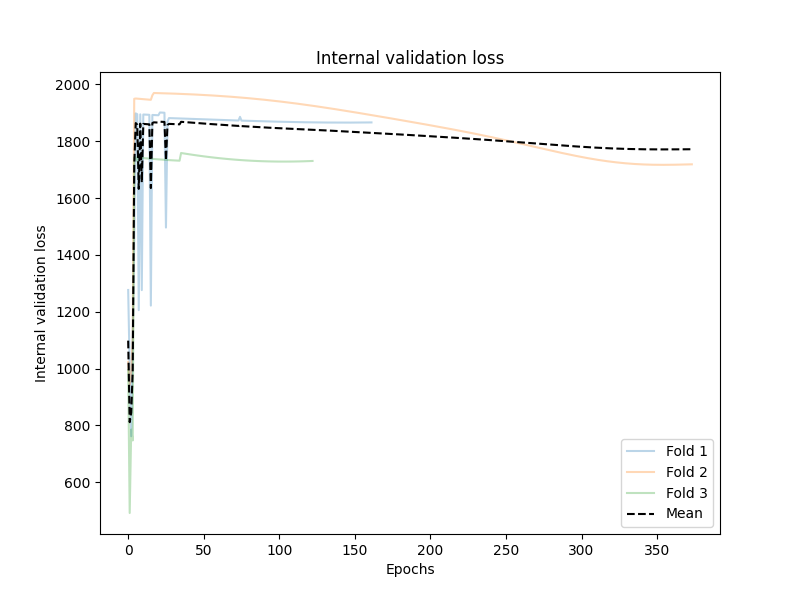 Internal validation loss
2000
1800
1600
1400
1200
1000
800
600
Internal validation loss
0 50 100 150 200 250 300 350
Epochs
Fold 1
Fold 2
Fold 3
Mean